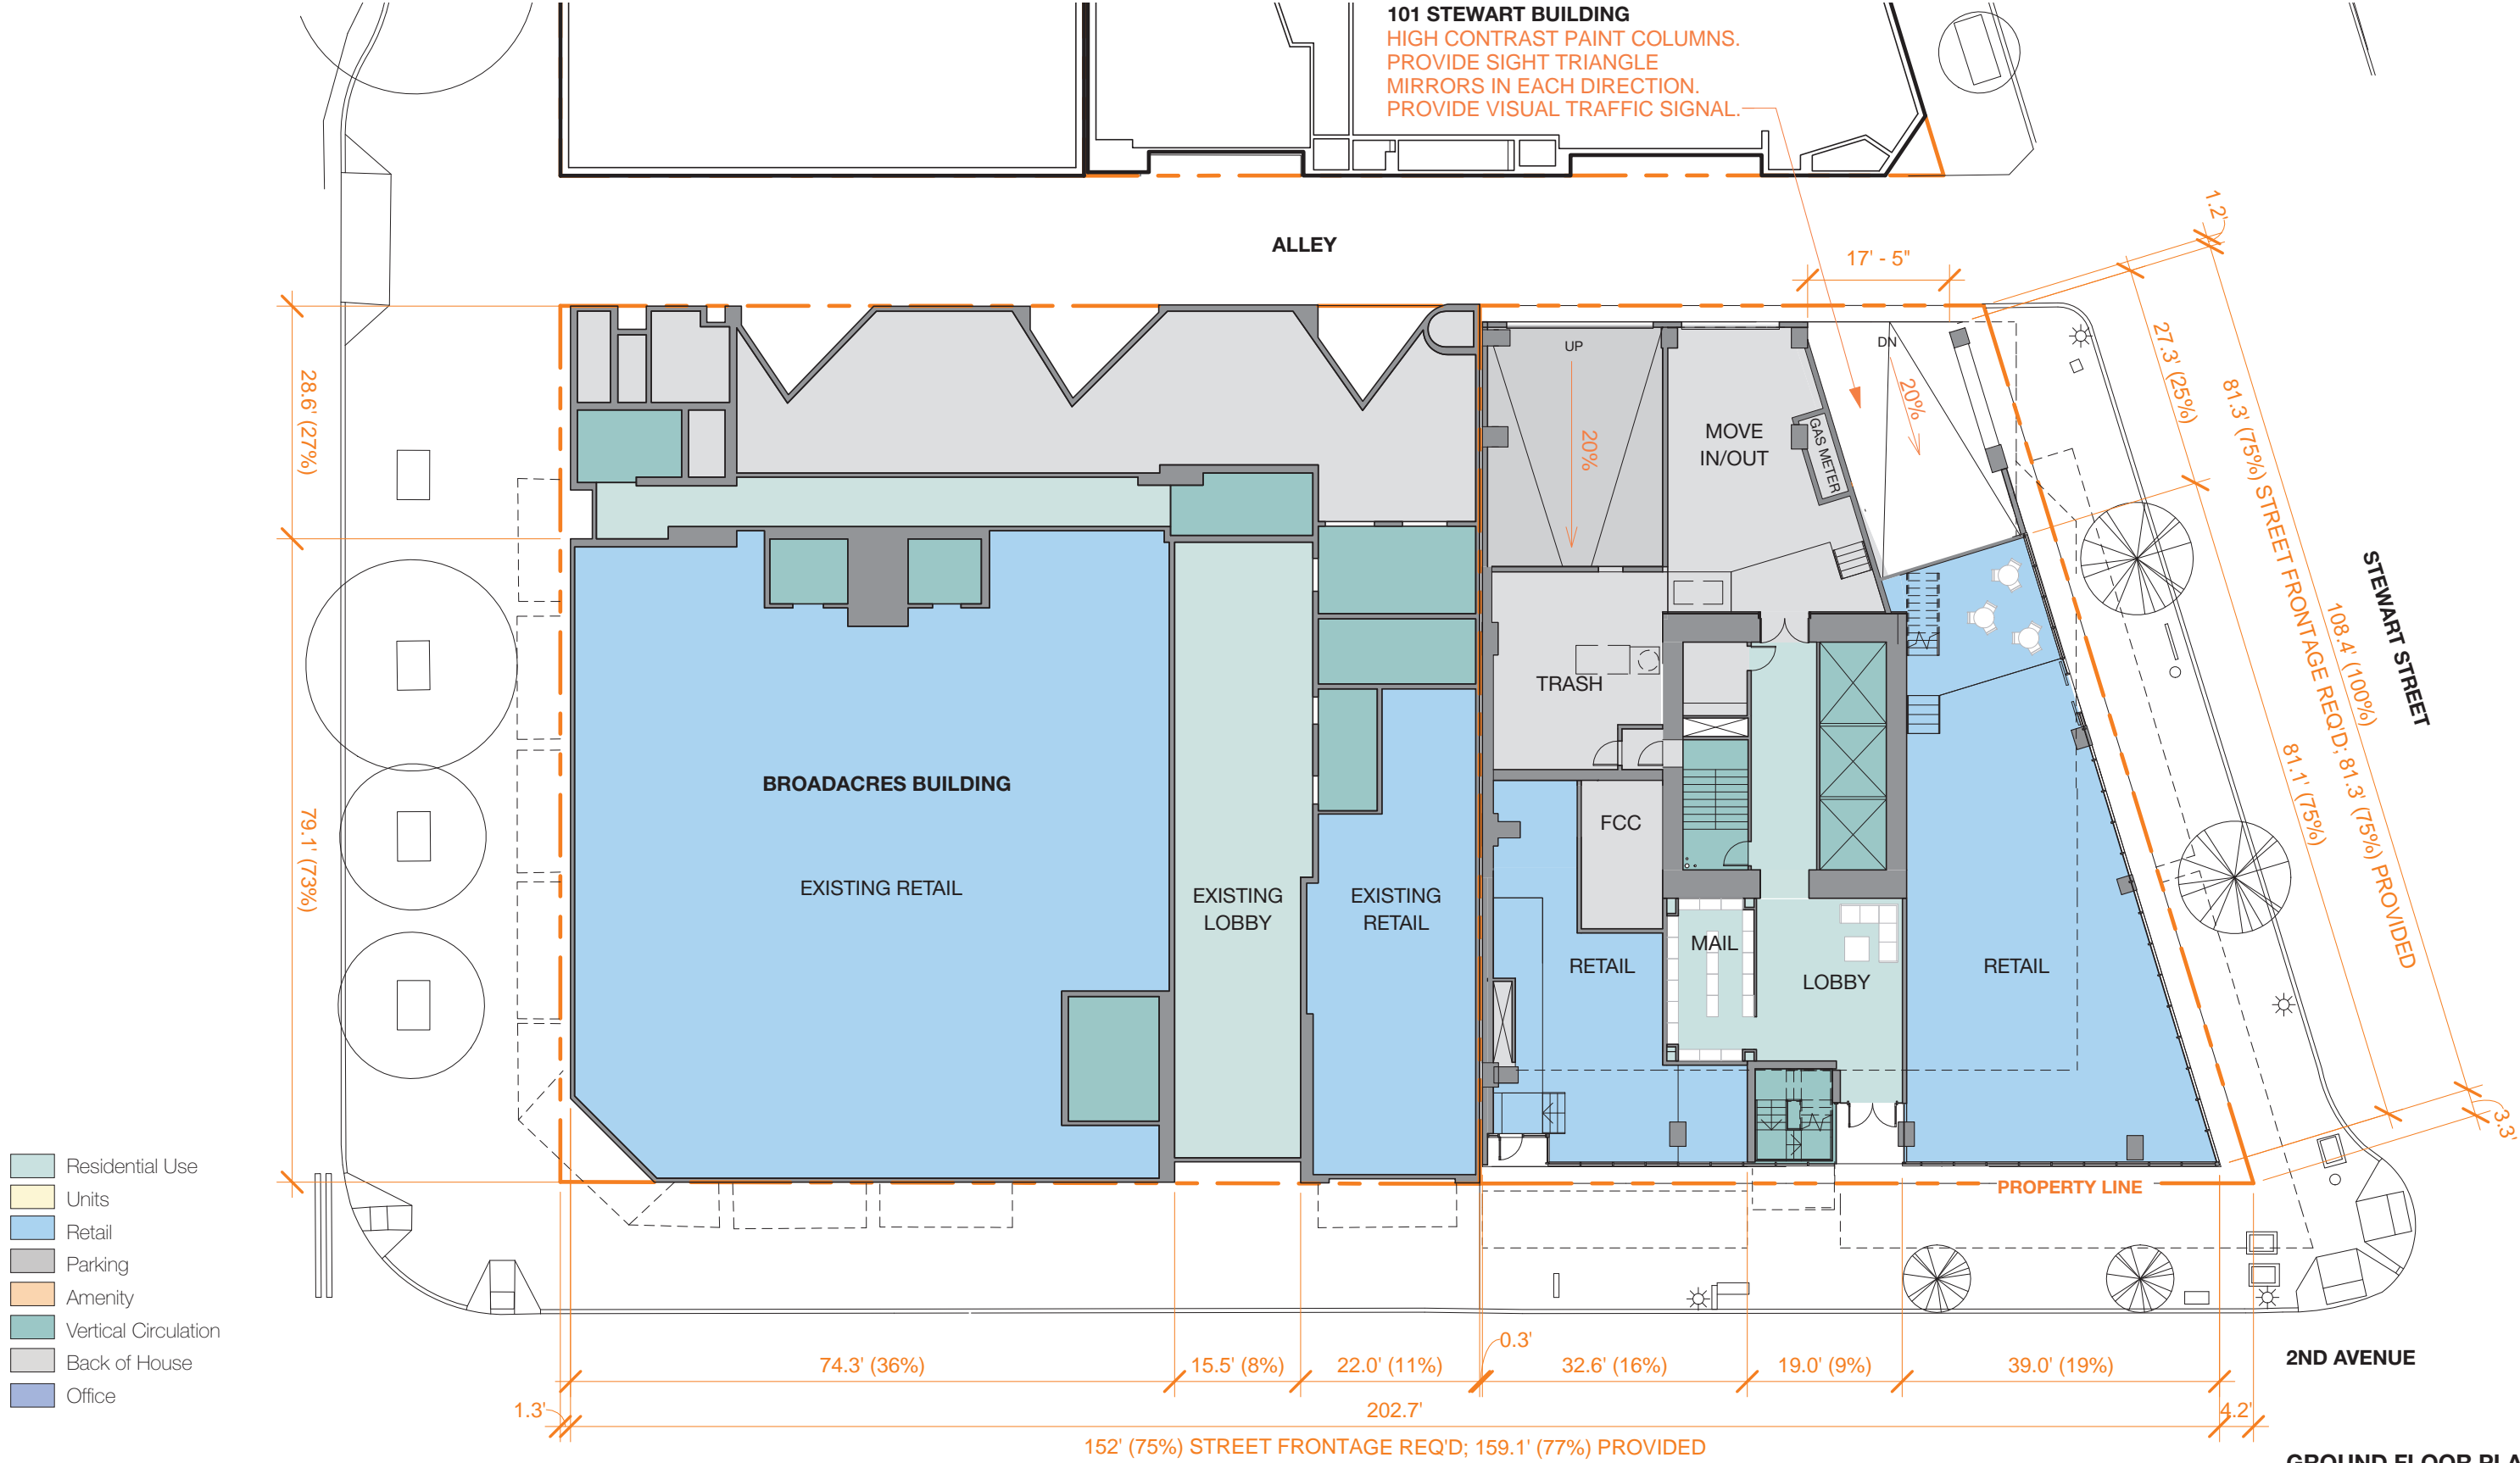 101 STEWART BUILDING
HIGH CONTRAST PAINT COLUMNS.
PROVIDE SIGHT TRIANGLE
MIRRORS IN EACH DIRECTION.
PROVIDE VISUAL TRAFFIC SIGNAL.
ALLEY
17' - 5"
1.2'
27.3' (25%)
81.3' (75%) STREET FRONTAGE REQ'D; 81.3' (75%) PROVIDED
108.4' (100%)
81.1' (75%)
3.3'
STEWART STREET
28.6' (27%)
79.1' (73%)
UP
20%
MOVE
IN/OUT
GAS METER
DN
20%
TRASH
FCC
BROADACRES BUILDING
EXISTING RETAIL
EXISTING
LOBBY
EXISTING
RETAIL
RETAIL
MAIL
LOBBY
RETAIL
PROPERTY LINE
Residential Use
Units
Retail
Parking
Amenity
Vertical Circulation
Back of House
Office
0.3'
74.3' (36%)
15.5' (8%)
22.0' (11%)
32.6' (16%)
19.0' (9%)
39.0' (19%)
2ND AVENUE
1.3'
202.7'
4.2'
152' (75%) STREET FRONTAGE REQ'D; 159.1' (77%) PROVIDED
GROUND FLOOR PLA